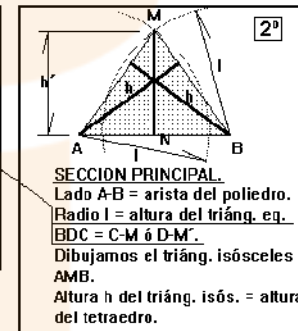 M
2º
h´
l
h
h
A
N
B
l
SECCION PRINCIPAL.
Lado A-B = arista del poliedro.
Radio l = altura del triáng. eq.
BDC = C-M ó D-M´.
Dibujamos el triáng. isósceles
AMB.
Altura h del triáng. isós. = altura
del tetraedro.